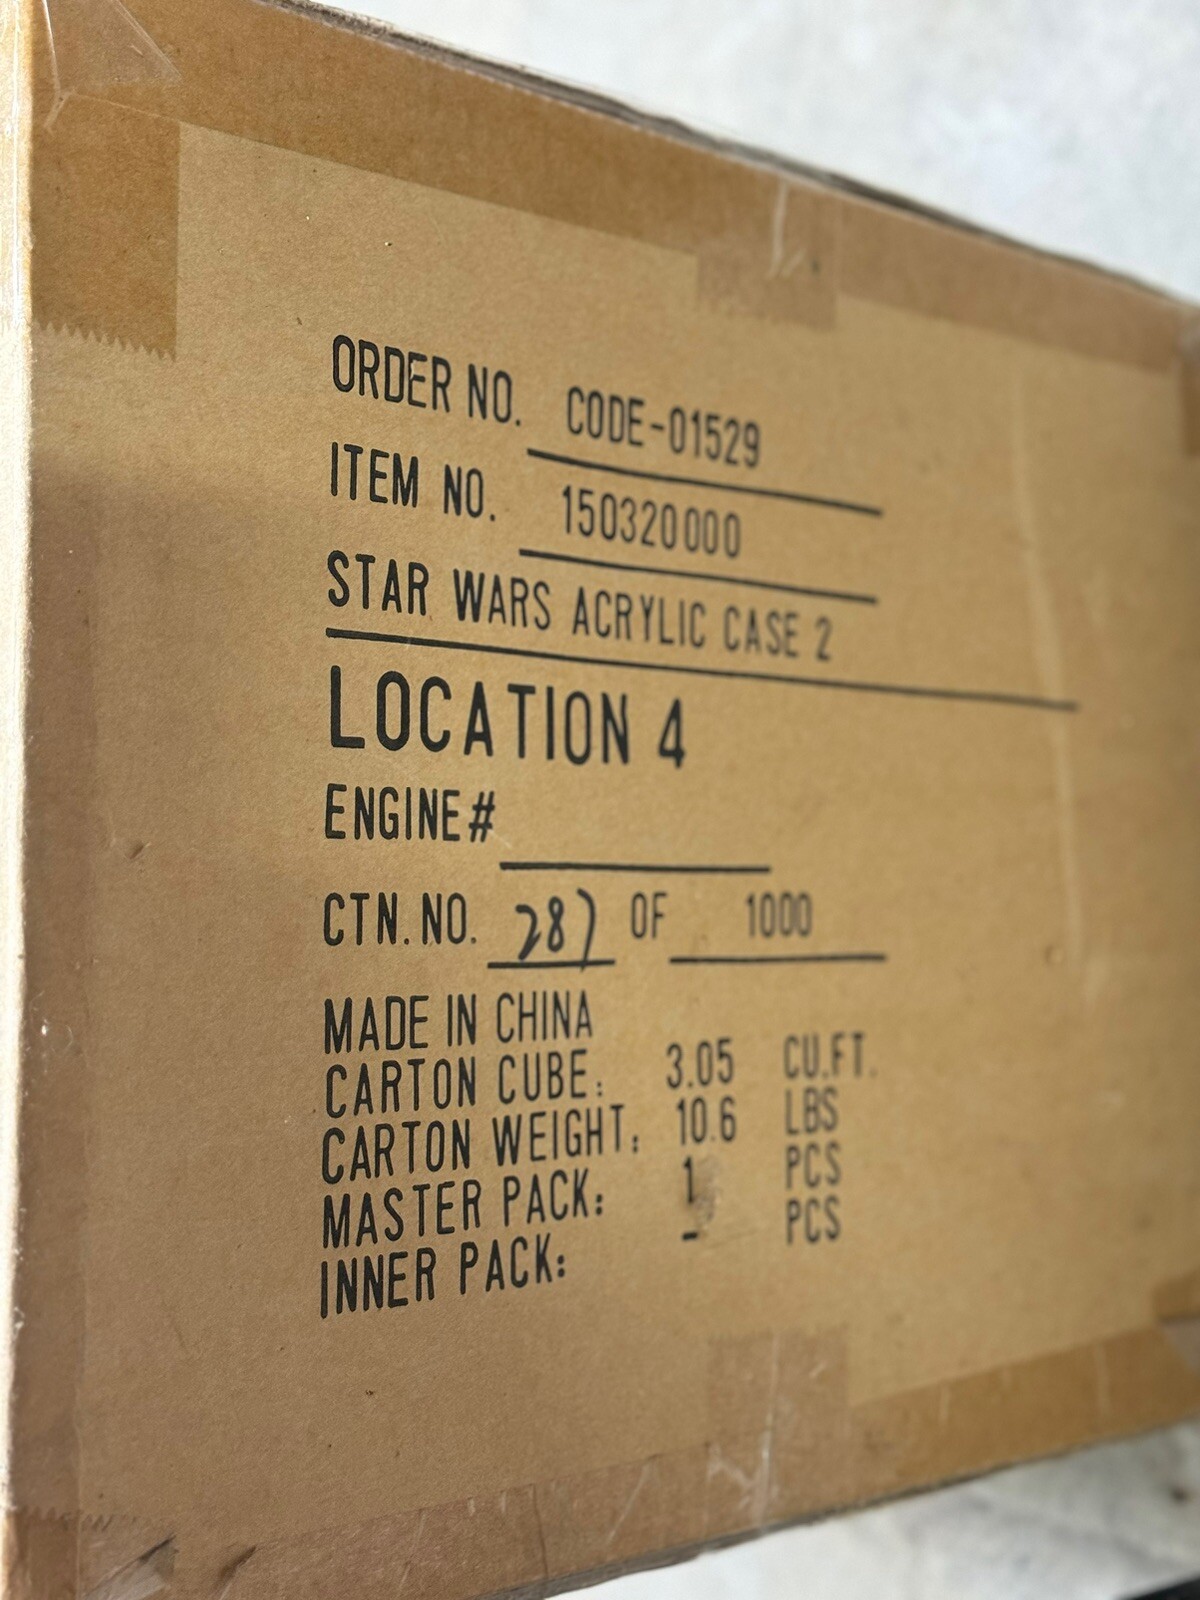 ORDER NO. CODE-01529
ITEM NO. 150320000
STAR WARS ACRYLIC CASE 2
LOCATION 4
ENGINE#
CTN. NO. 287 OF 1000
MADE IN CHINA
CARTON CUBE: 3.05 CU.FT.
CARTON WEIGHT: 10.6 LBS
MASTER PACK: 1 PCS
INNER PACK: - PCS